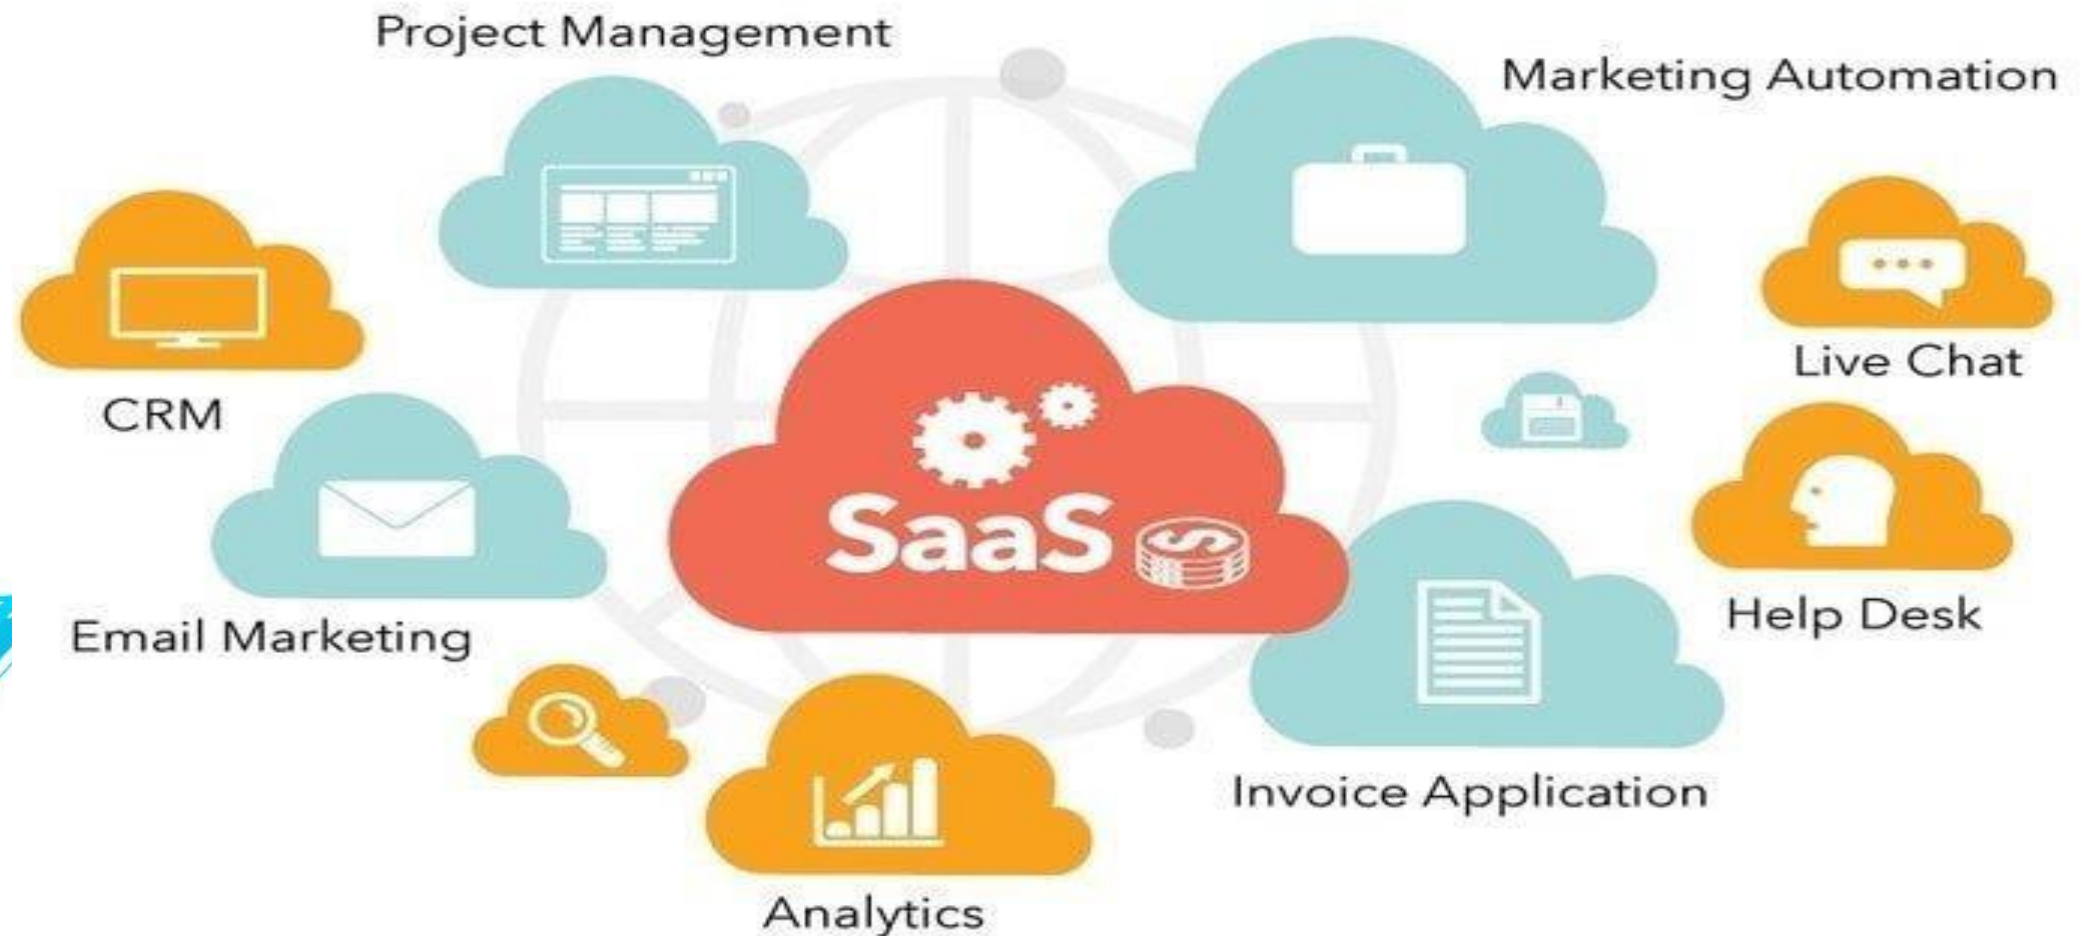 Project Management
Marketing Automation
CRM
Live Chat
SaaS
Email Marketing
Help Desk
Invoice Application
Analytics